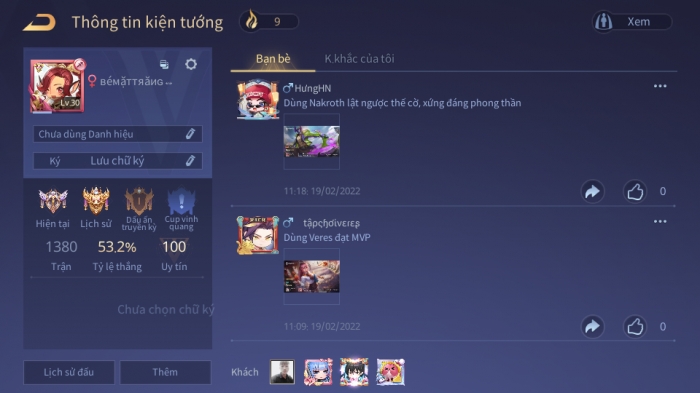 Thông tin kiện tướng
9
Xem
Bạn bè
K.khắc của tôi
Lv.30
Chưa dùng Danh hiệu
Ký Lưu chữ ký
Hiện tại
Lịch sử
Dấu ấn truyền kỳ
Cup vinh quang
1380
53,2%
100
Trận
Tỷ lệ thắng
Uy tín
Chưa chọn chữ ký
Lịch sử đấu
Thêm
HưngHN
Dùng Nakroth lật ngược thế cờ, xứng đáng phong thần
11:18: 19/02/2022
0
Dùng Veres đạt MVP
11:09: 19/02/2022
0
Khách